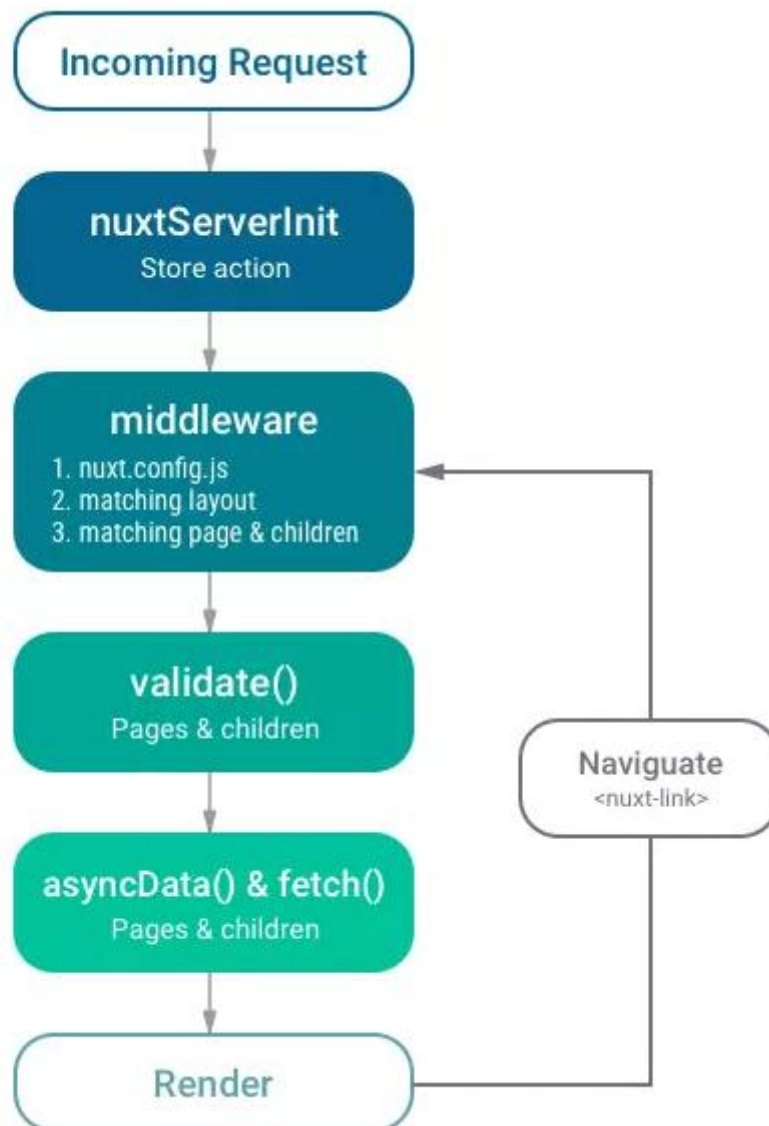 Incoming Request
nuxtServerInit
Store action
middleware
1. nuxt.config.js
2. matching layout
3. matching page & children
validate()
Pages & children
Naviguate
<nuxt-link>
asyncData() & fetch()
Pages & children
Render